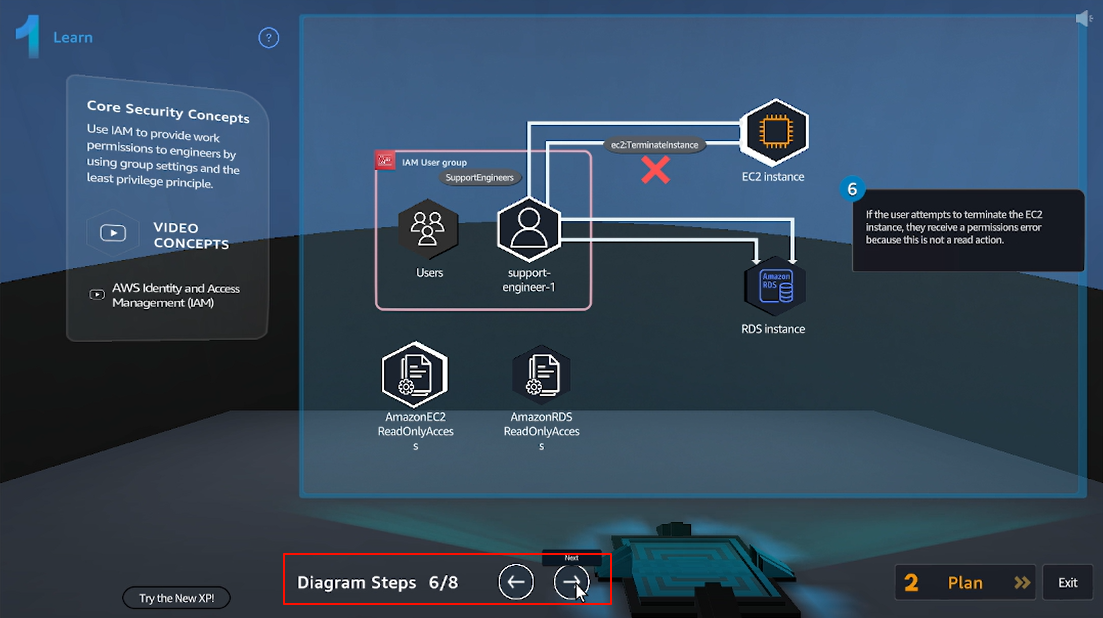 1
Learn
?
Core Security Concepts
Use IAM to provide work
permissions to engineers by
using group settings and the
least privilege principle.
VIDEO
CONCEPTS
AWS Identity and Access
Management (IAM)
IAM User group
SupportEngineers
Users
support-
engineer-1
ec2:TerminateInstance
EC2 instance
Amazon
RDS
RDS instance
6
If the user attempts to terminate the EC2
instance, they receive a permissions error
because this is not a read action.
AmazonEC2
ReadOnlyAcces
s
AmazonRDS
ReadOnlyAcces
s
Next
Diagram Steps 6/8
Try the New XP!
2 Plan
Exit